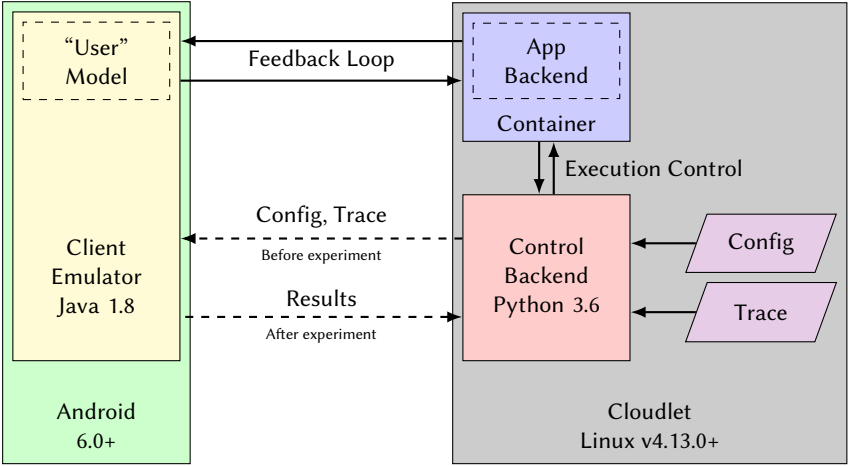 “User”
Model
Feedback Loop
App
Backend
Container
Execution Control
Config, Trace
Before experiment
Client
Emulator
Java 1.8
Control
Backend
Python 3.6
Config
Results
After experiment
Trace
Android
6.0+
Cloudlet
Linux v4.13.0+